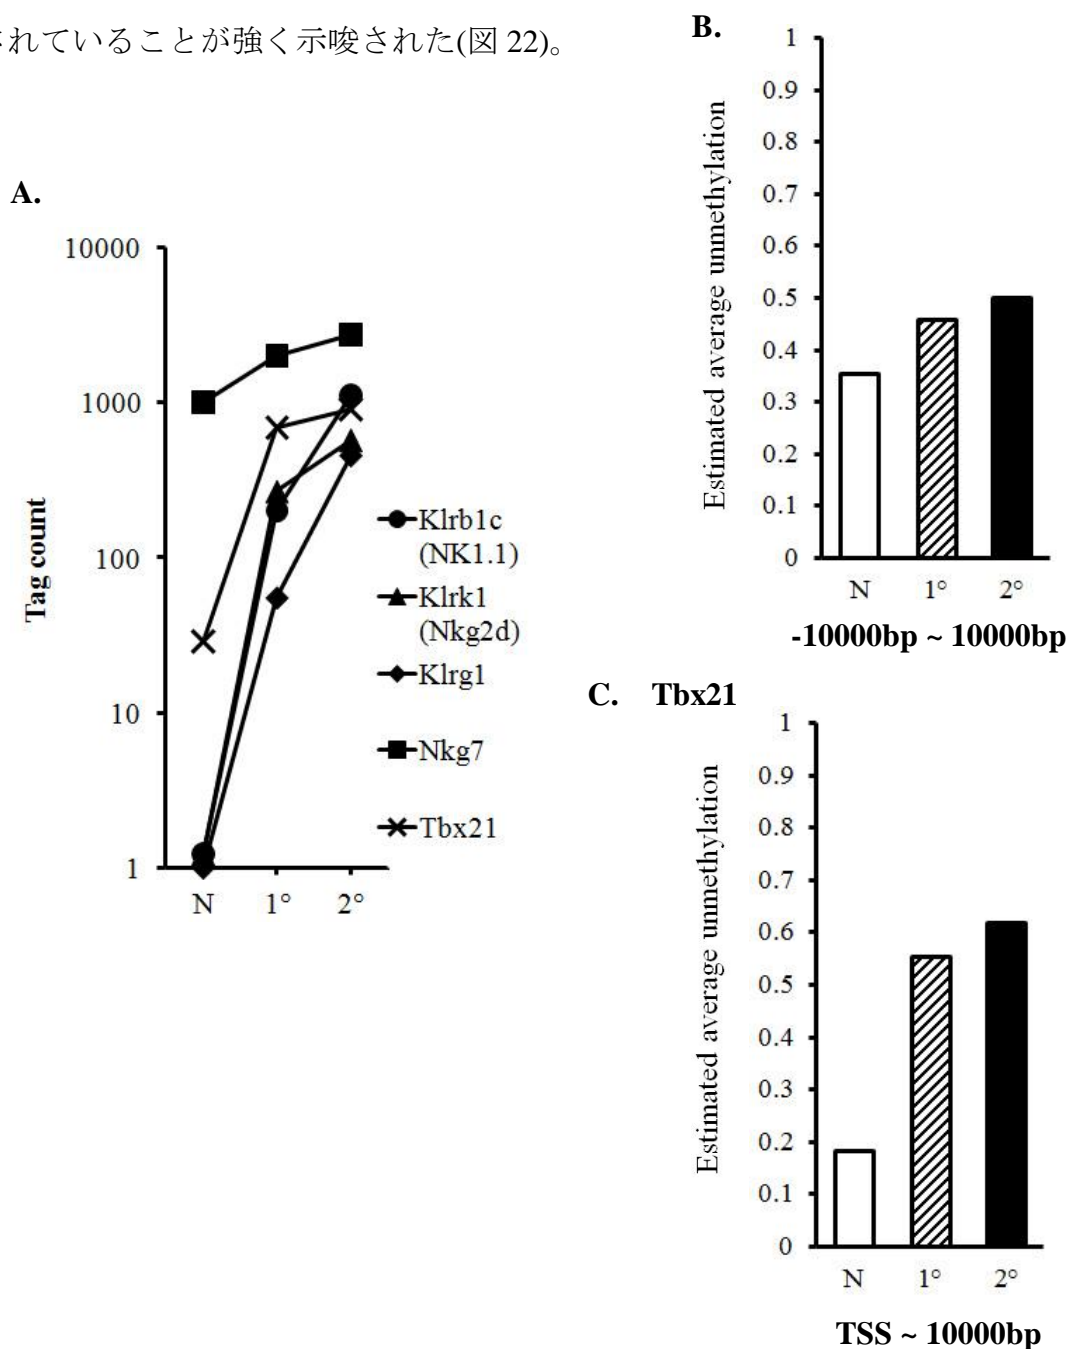 されていることが強く示唆された(図 22)。
A.
10000
1000
100
10
1
Tag count
N 1° 2°
Klrb1c
(NK1.1)
Klrk1
(Nkg2d)
Klrg1
Nkg7
Tbx21
B.
1
0.9
0.8
0.7
0.6
0.5
0.4
0.3
0.2
0.1
0
Estimated average unmethylation
N 1° 2°
-10000bp ~ 10000bp
C. Tbx21
1
0.9
0.8
0.7
0.6
0.5
0.4
0.3
0.2
0.1
0
Estimated average unmethylation
N 1° 2°
TSS ~ 10000bp